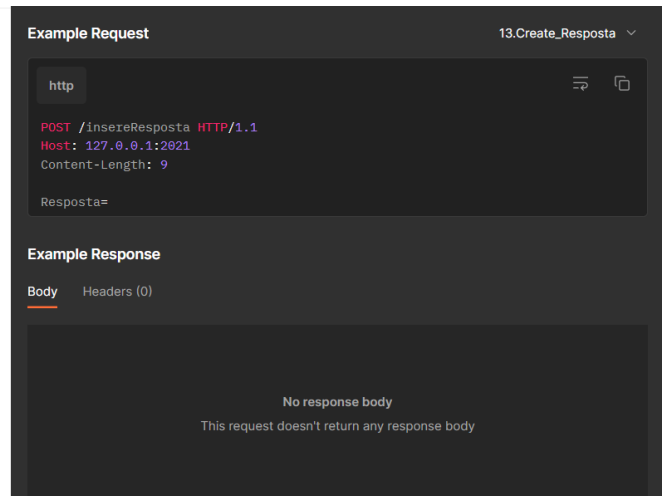 Example Request
13.Create_Resposta
http
POST /insereResposta HTTP/1.1
Host: 127.0.0.1:2021
Content-Length: 9
Resposta=
Example Response
Body Headers (0)
No response body
This request doesn't return any response body